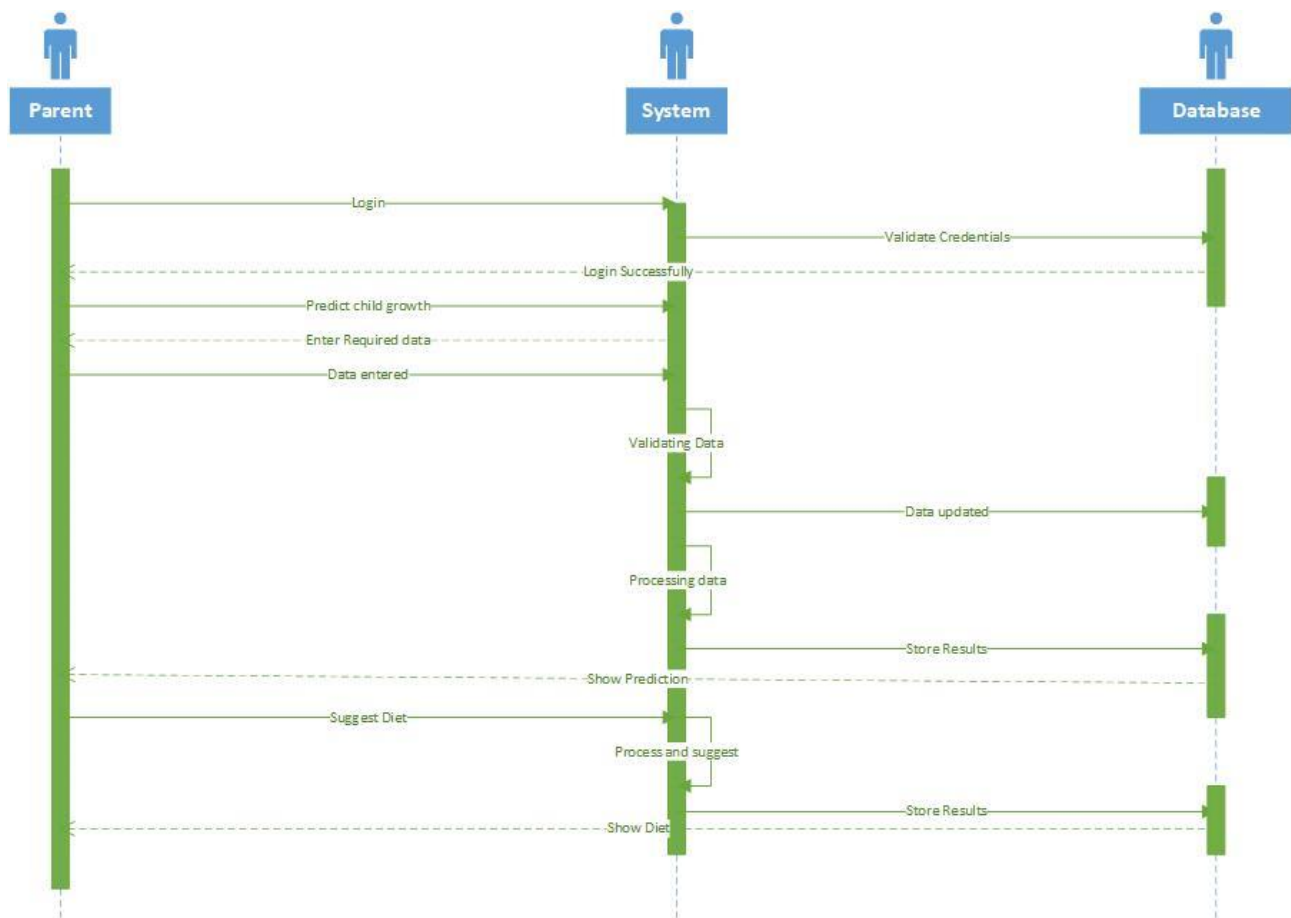 Parent
System
Database
Login
Validate Credentials
Login Successfully
Predict child growth
Enter Required data
Data entered
Validating Data
Data updated
Processing data
Store Results
Show Prediction
Suggest Diet
Process and suggest
Store Results
Show Diet